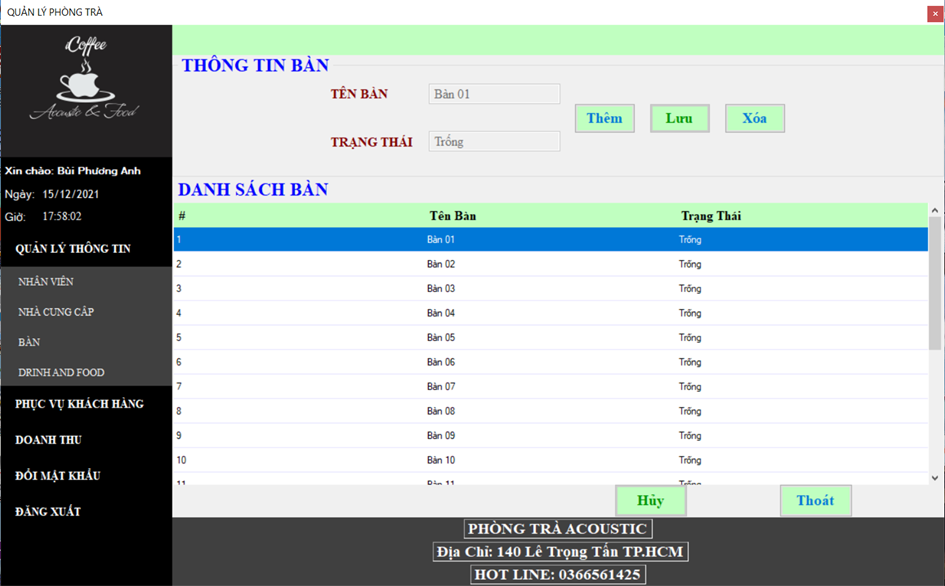 QUẢN LÝ PHÒNG TRÀ
iCoffee
Acoustic & Food
Xin chào: Bùi Phương Anh
Ngày: 15/12/2021
Giờ: 17:58:02
QUẢN LÝ THÔNG TIN
NHÂN VIÊN
NHÀ CUNG CẤP
BÀN
DRINH AND FOOD
PHỤC VỤ KHÁCH HÀNG
DOANH THU
ĐỔI MẬT KHẨU
ĐĂNG XUẤT
THÔNG TIN BÀN
TÊN BÀN Bàn 01
TRẠNG THÁI Trống
Thêm Lưu Xóa
DANH SÁCH BÀN
# Tên Bàn Trạng Thái
1 Bàn 01 Trống
2 Bàn 02 Trống
3 Bàn 03 Trống
4 Bàn 04 Trống
5 Bàn 05 Trống
6 Bàn 06 Trống
7 Bàn 07 Trống
8 Bàn 08 Trống
9 Bàn 09 Trống
10 Bàn 10 Trống
11 Bàn 11 Trống
Hủy Thoát
PHÒNG TRÀ ACOUSTIC
Địa Chỉ: 140 Lê Trọng Tấn TP.HCM
HOT LINE: 0366561425